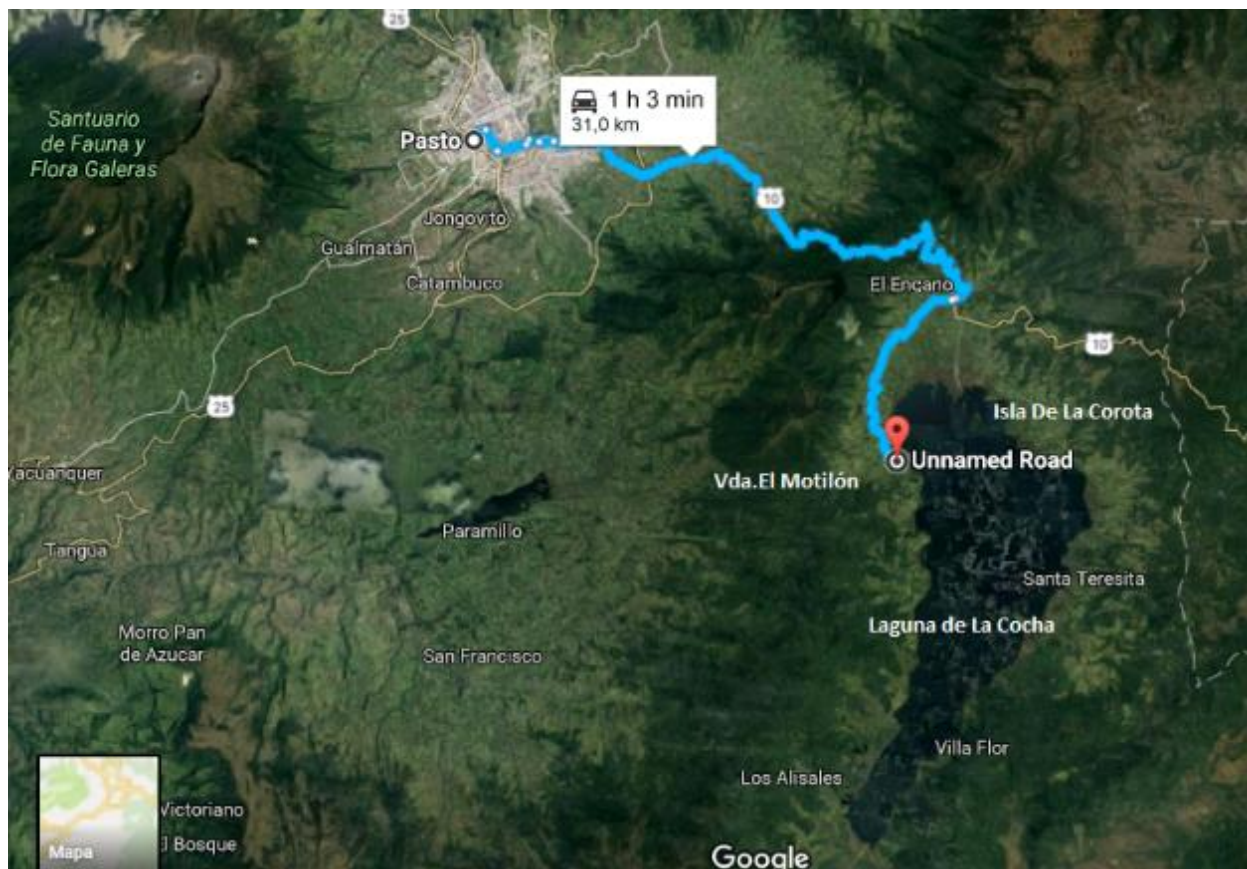 25
Santuario
de Fauna y
Flora Galeras
1 h 3 min
31,0 km
Pasto
10
Jongovito
Gualmatán
Catambuco
El Encano
10
25
Isla De La Corota
Unnamed Road
Vda.El Motilón
Yacuanquer
Paramillo
Tangua
Santa Teresita
Laguna de La Cocha
Morro Pan
de Azucar
San Francisco
Villa Flor
Los Alisales
Victoriano
El Bosque
Mapa
Google